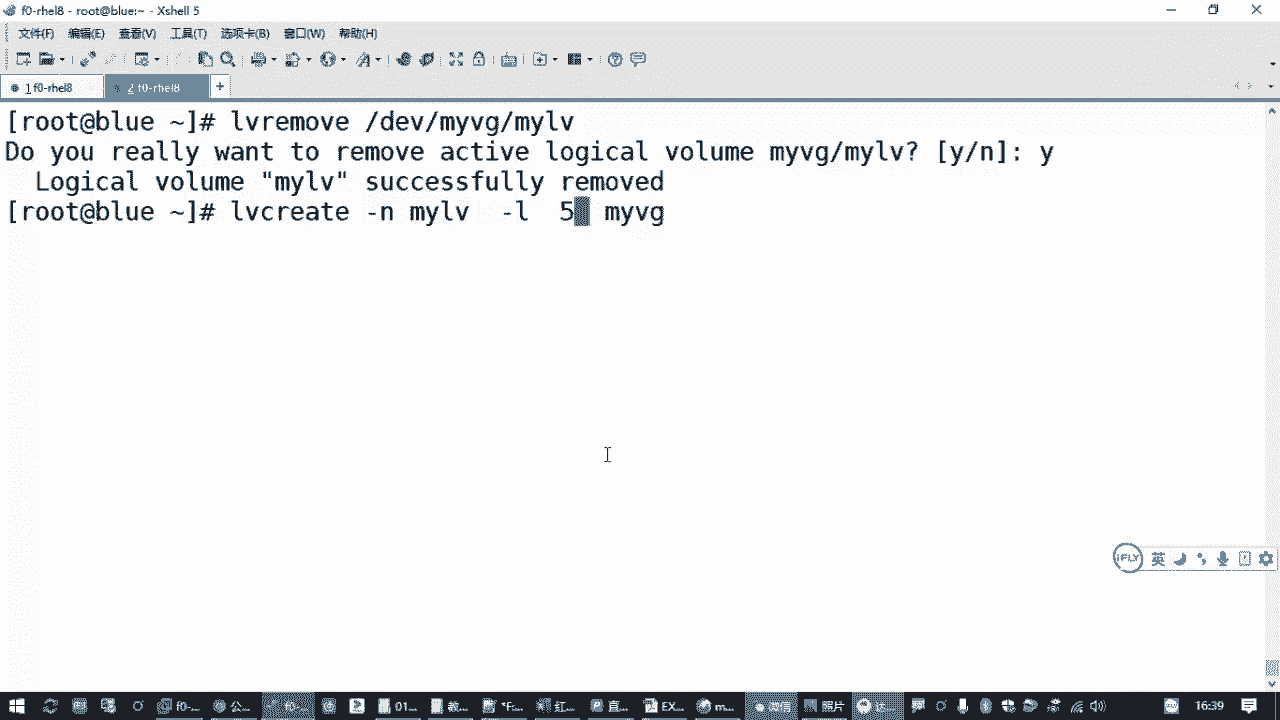 f0-rhel8 - root@blue:~ - Xshell 5
文件(F) 编辑(E) 查看(V) 工具(T) 选项卡(B) 窗口(W) 帮助(H)
1 f0-rhel8 2 f0-rhel8 +
[root@blue ~]# lvremove /dev/myvg/mylv
Do you really want to remove active logical volume myvg/mylv? [y/n]: y
Logical volume "mylv" successfully removed
[root@blue ~]# lvcreate -n mylv -l 5 myvg
iFLY 英
f0-... 公... f0-... 01... 教... *F... 红... 直... EX... m... 照片 16:39